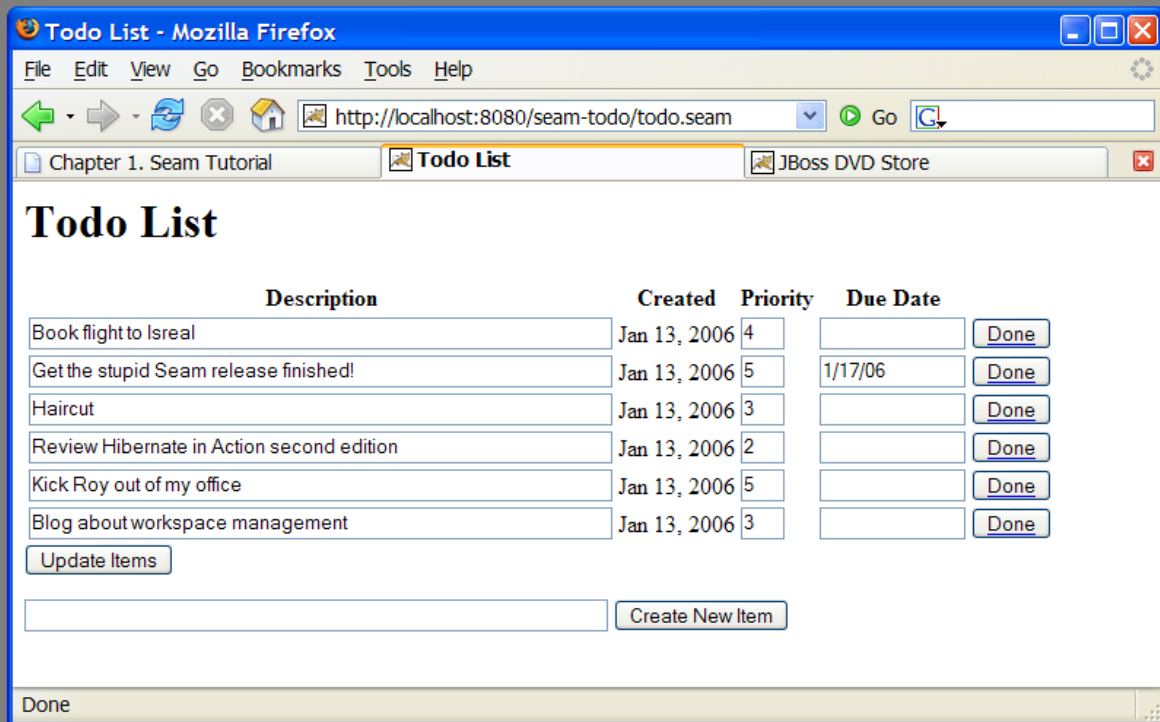 Todo List - Mozilla Firefox
File Edit View Go Bookmarks Tools Help
http://localhost:8080/seam-todo/todo.seam Go G
Chapter 1. Seam Tutorial Todo List JBoss DVD Store
Todo List
Description Created Priority Due Date
Book flight to Isreal Jan 13, 2006 4 Done
Get the stupid Seam release finished! Jan 13, 2006 5 1/17/06 Done
Haircut Jan 13, 2006 3 Done
Review Hibernate in Action second edition Jan 13, 2006 2 Done
Kick Roy out of my office Jan 13, 2006 5 Done
Blog about workspace management Jan 13, 2006 3 Done
Update Items
Create New Item
Done